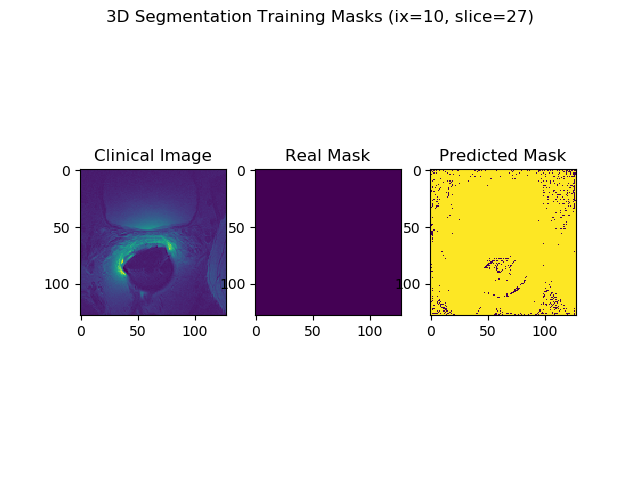 3D Segmentation Training Masks (ix=10, slice=27)
Clinical Image Real Mask Predicted Mask
0 0 0
50 50 50
100 100 100
0 50 100 0 50 100 0 50 100